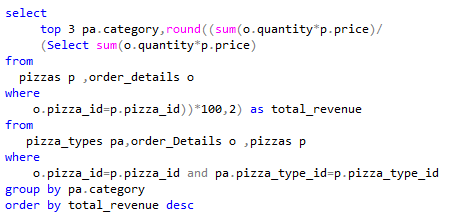 select
top 3 pa.category,round((sum(o.quantity*p.price)/
(Select sum(o.quantity*p.price)
from
pizzas p ,order_details o
where
o.pizza_id=p.pizza_id))*100,2) as total_revenue
from
pizza_types pa,order_Details o ,pizzas p
where
o.pizza_id=p.pizza_id and pa.pizza_type_id=p.pizza_type_id
group by pa.category
order by total_revenue desc